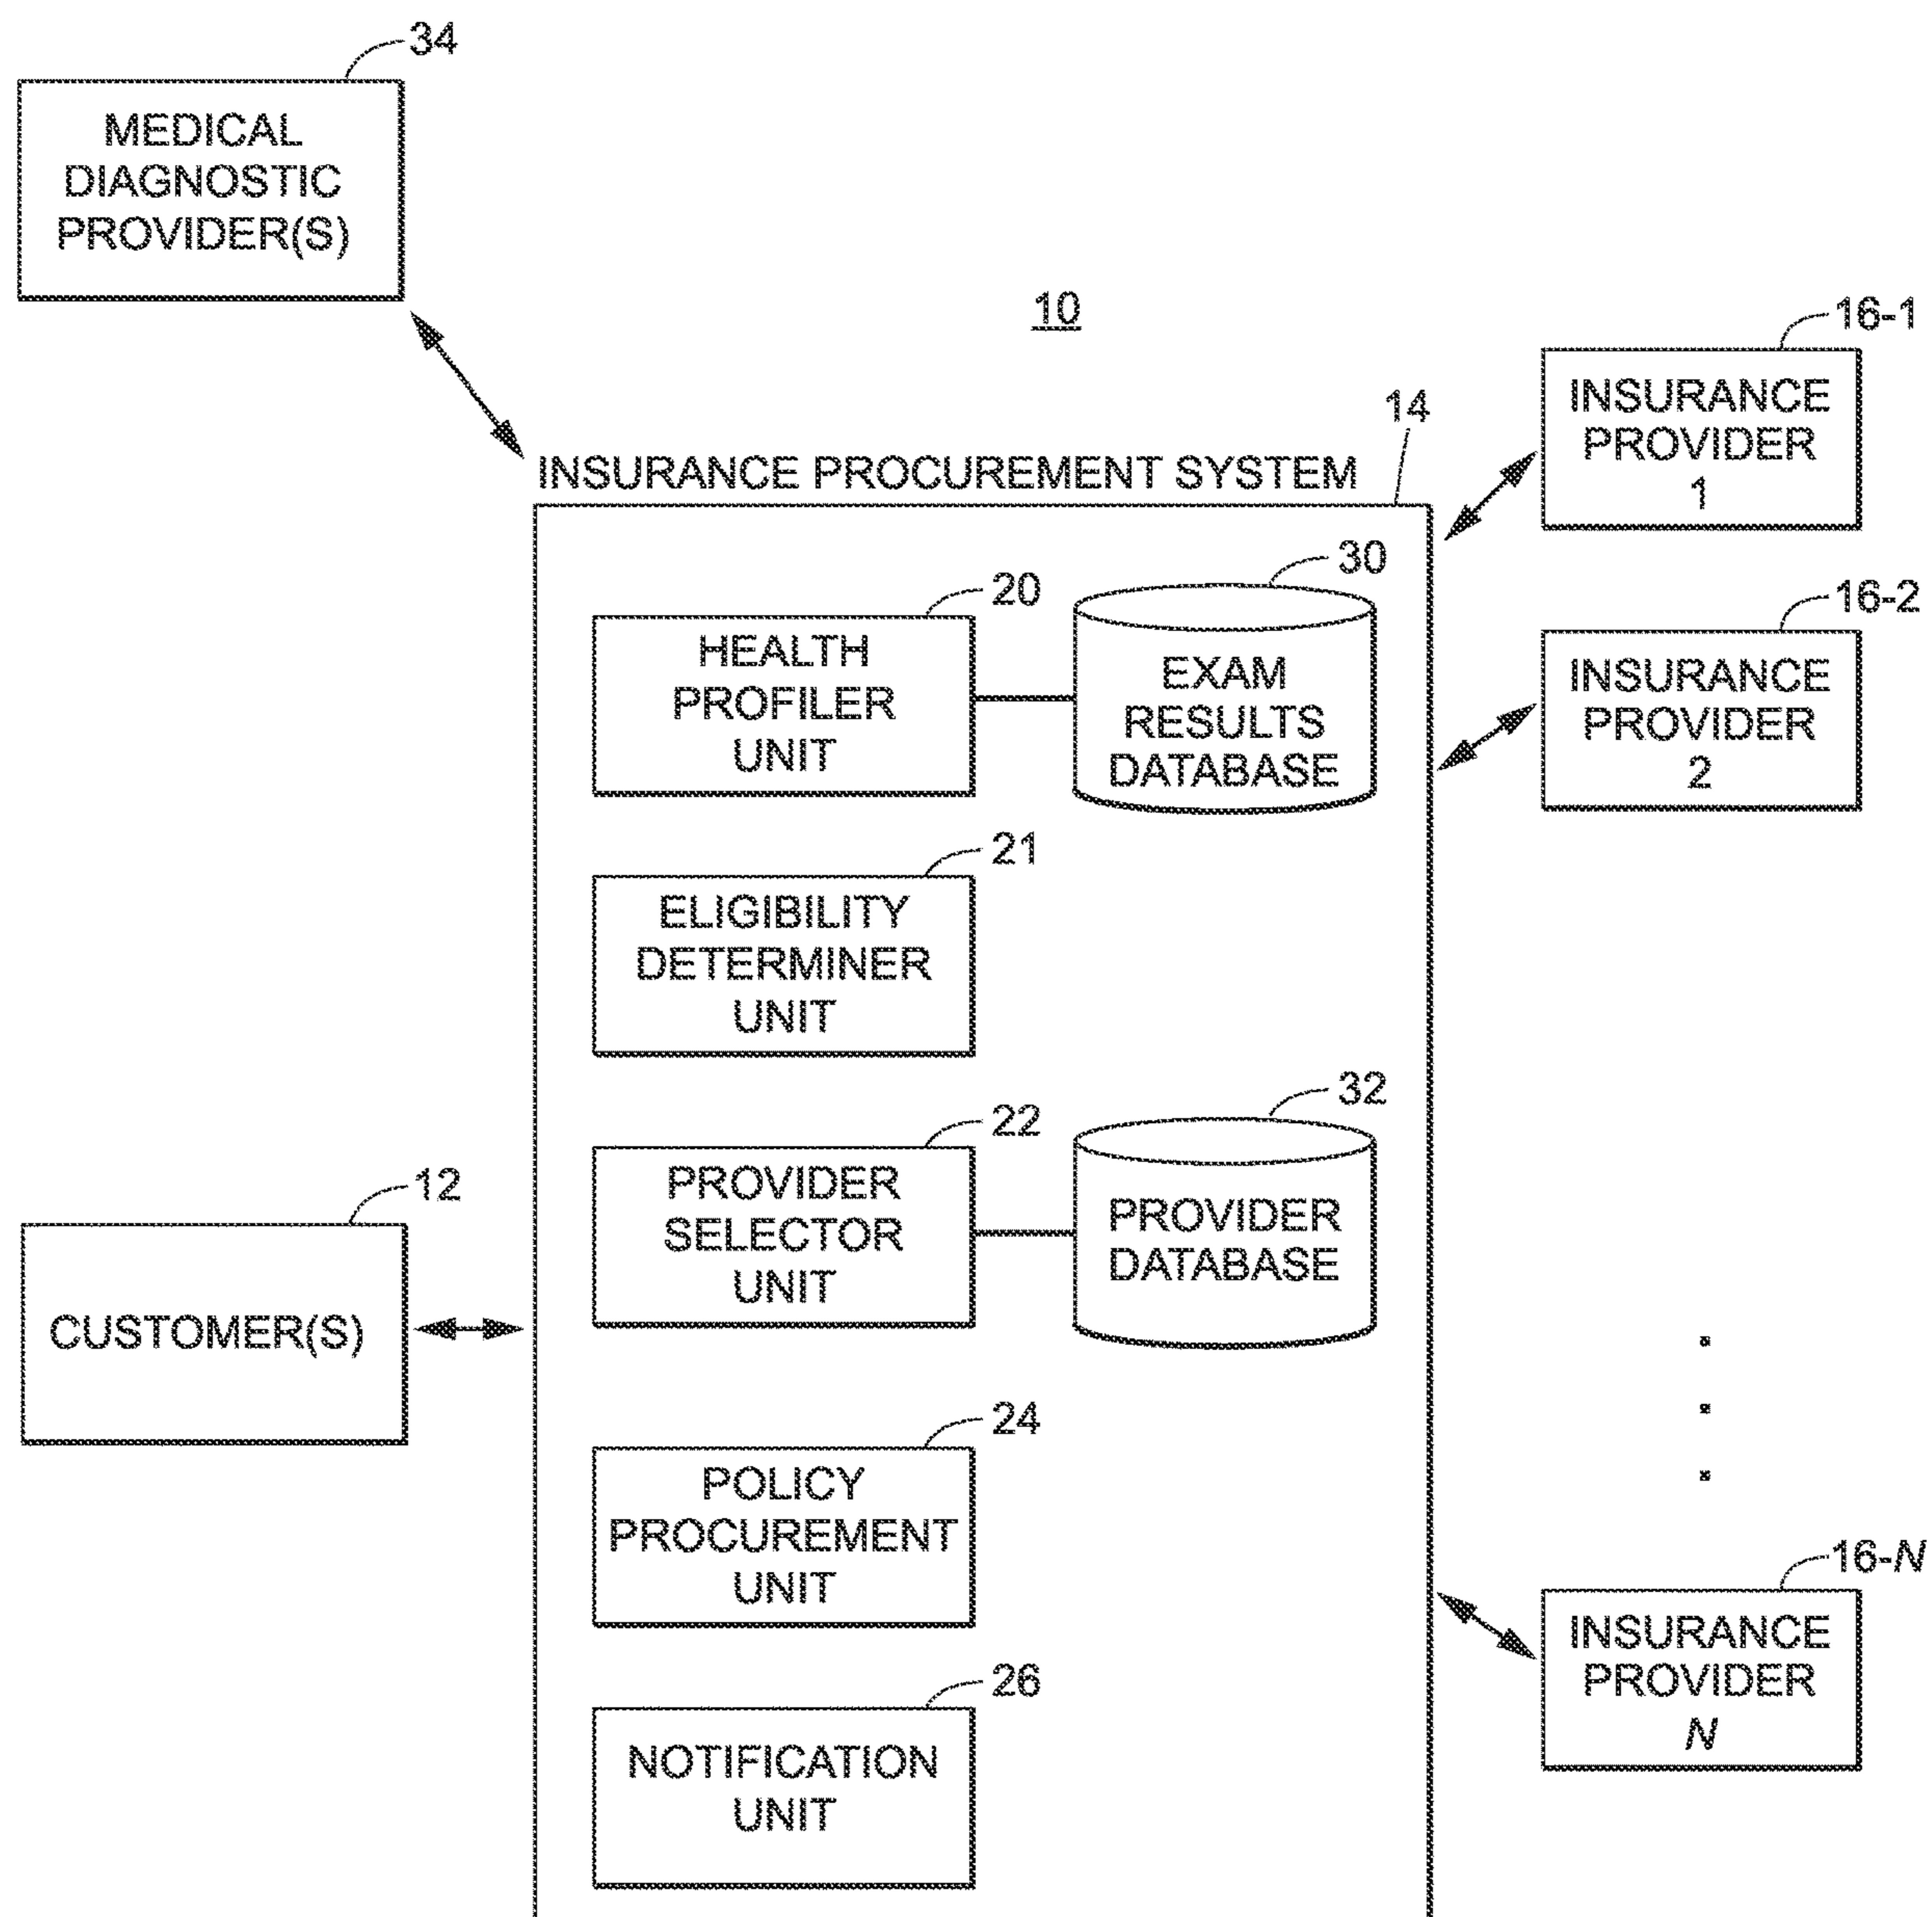 34
MEDICAL
DIAGNOSTIC
PROVIDER(S)
10
16-1
INSURANCE
PROVIDER
1
14
INSURANCE PROCUREMENT SYSTEM
30
20
HEALTH
PROFILER
UNIT
EXAM
RESULTS
DATABASE
16-2
INSURANCE
PROVIDER
2
21
ELIGIBILITY
DETERMINER
UNIT
32
22
PROVIDER
SELECTOR
UNIT
PROVIDER
DATABASE
12
CUSTOMER(S)
24
POLICY
PROCUREMENT
UNIT
16-N
INSURANCE
PROVIDER
N
26
NOTIFICATION
UNIT